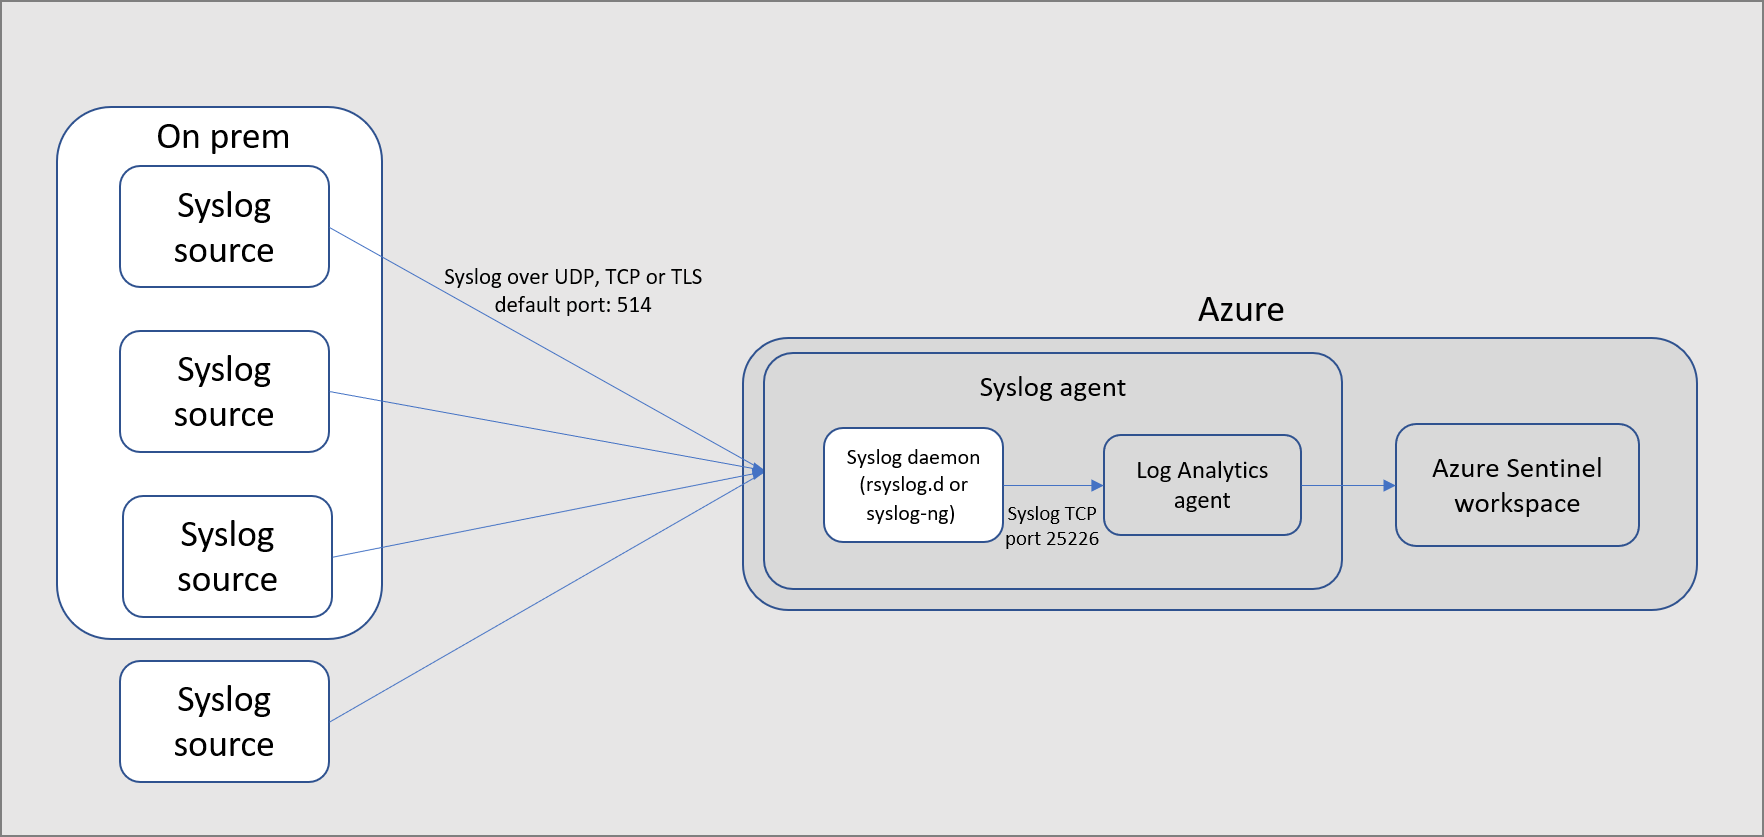 On prem
Syslog
source
Syslog
source
Syslog
source
Syslog
source
Syslog over UDP, TCP or TLS
default port: 514
Azure
Syslog agent
Syslog daemon
(rsyslog.d or
syslog-ng)
Syslog TCP
port 25226
Log Analytics
agent
Azure Sentinel
workspace